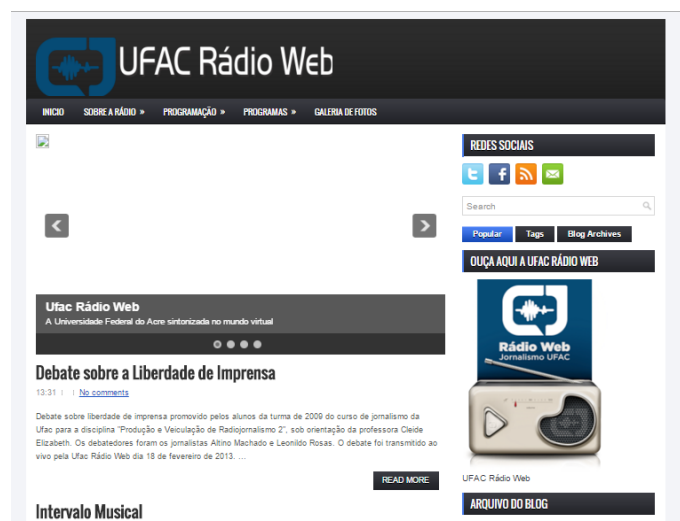 UFAC Rádio Web
INICIO SOBRE A RÁDIO » PROGRAMAÇÃO » PROGRAMAS » GALERIA DE FOTOS
Ufac Rádio Web
A Universidade Federal do Acre sintonizada no mundo virtual
Debate sobre a Liberdade de Imprensa
13:31 | | No comments
Debate sobre liberdade de imprensa promovido pelos alunos da turma de 2009 do curso de jornalismo da
Ufac para a disciplina "Produção e Veiculação de Radiojornalismo 2", sob orientação da professora Cleide
Elizabeth. Os debatedores foram os jornalistas Altino Machado e Leonildo Rosas. O debate foi transmitido ao
vivo pela Ufac Rádio Web dia 18 de fevereiro de 2013. ...
READ MORE
Intervalo Musical
REDES SOCIAIS
Search
Popular Tags Blog Archives
OUÇA AQUI A UFAC RÁDIO WEB
Rádio Web
Jornalismo UFAC
UFAC Rádio Web
ARQUIVO DO BLOG